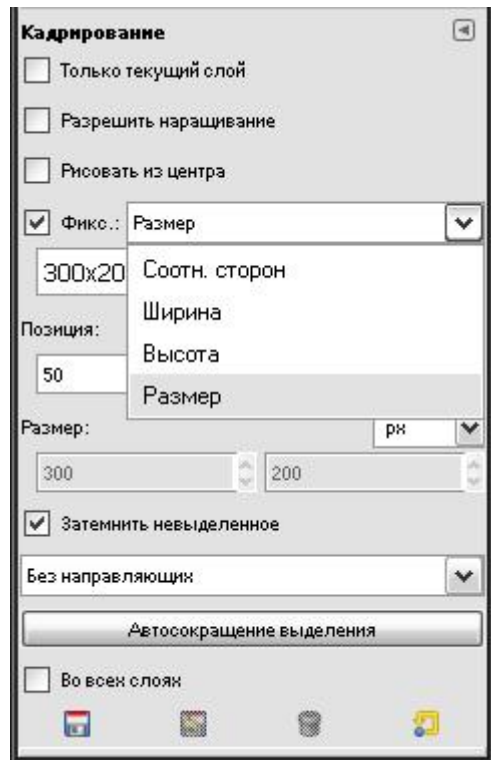 Кадрирование
Только текущий слой
Разрешить наращивание
Рисовать из центра
Фикс.: Размер
300x20
Соотн. сторон
Ширина
Позиция:
Высота
50
Размер
Размер:
px
300 200
Затемнить невыделенное
Без направляющих
Автосокращение выделения
Во всех слоях